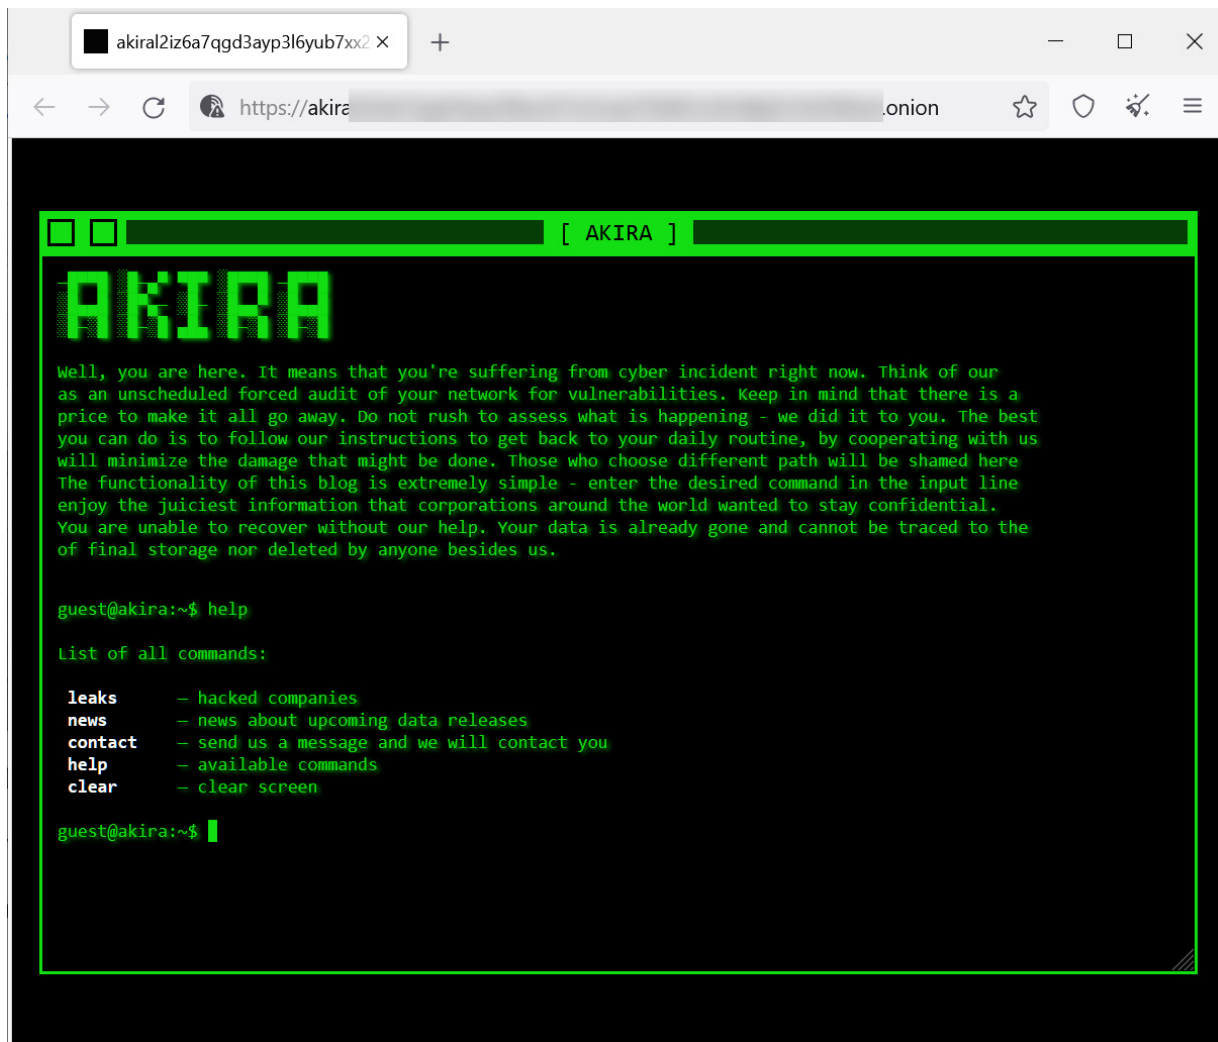 akiral2iz6a7qgd3ayp3l6yub7xx2
https://akira .onion
[ AKIRA ]
AKIRA
Well, you are here. It means that you're suffering from cyber incident right now. Think of our
as an unscheduled forced audit of your network for vulnerabilities. Keep in mind that there is a
price to make it all go away. Do not rush to assess what is happening - we did it to you. The best
you can do is to follow our instructions to get back to your daily routine, by cooperating with us
will minimize the damage that might be done. Those who choose different path will be shamed here
The functionality of this blog is extremely simple - enter the desired command in the input line
enjoy the juiciest information that corporations around the world wanted to stay confidential.
You are unable to recover without our help. Your data is already gone and cannot be traced to the
of final storage nor deleted by anyone besides us.
guest@akira:~$ help
List of all commands:
leaks – hacked companies
news – news about upcoming data releases
contact – send us a message and we will contact you
help – available commands
clear – clear screen
guest@akira:~$